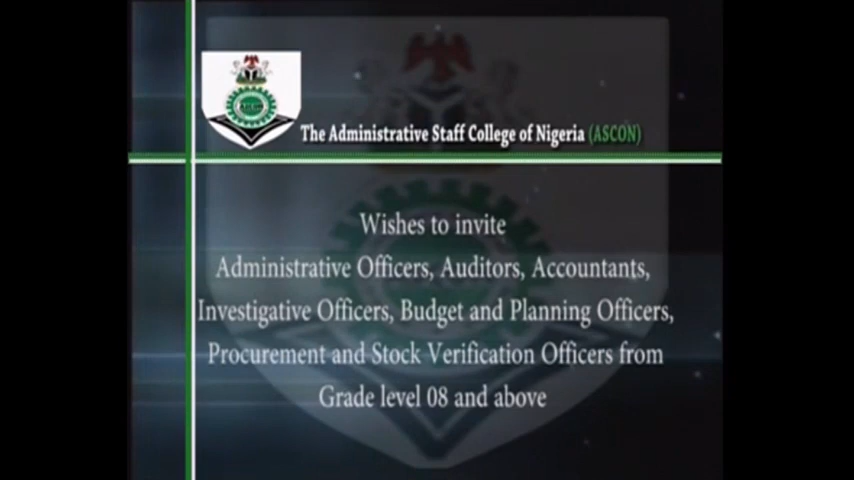 The Administrative Staff College of Nigeria (ASCON)
Wishes to invite
Administrative Officers, Auditors, Accountants,
Investigative Officers, Budget and Planning Officers,
Procurement and Stock Verification Officers from
Grade level 08 and above